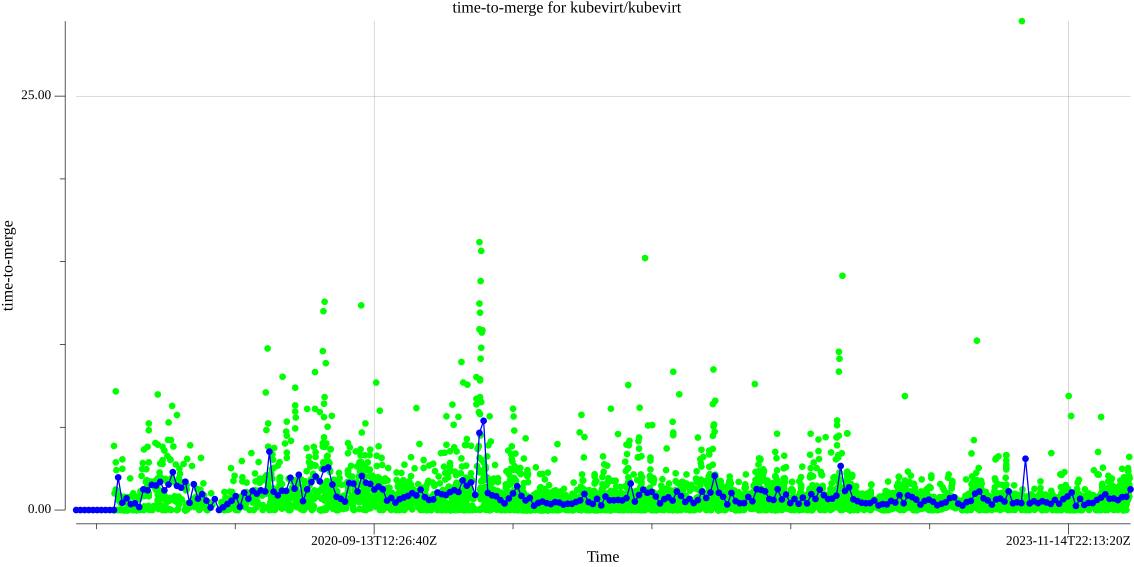 time-to-merge for kubevirt/kubevirt
25.00
time-to-merge
0.00
2020-09-13T12:26:40Z
2023-11-14T22:13:20Z
Time